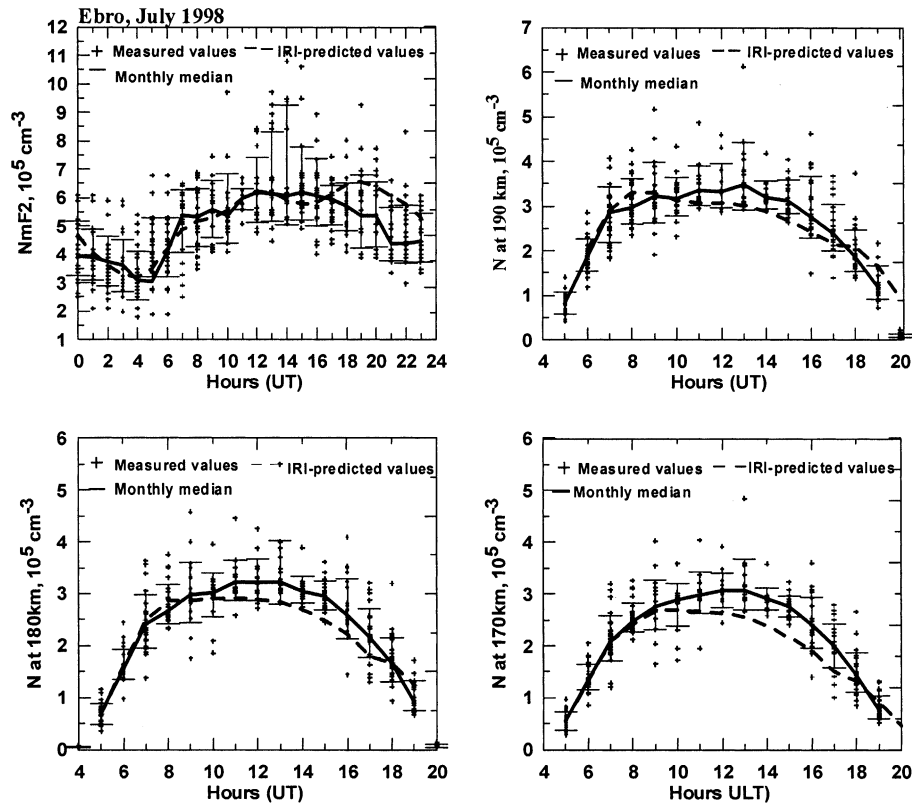 Ebro, July 1998
12
11
10
9
8
7
6
5
4
3
2
1
NmF2, 10^5 cm^-3
+ Measured values
— IRI-predicted values
— Monthly median
0 2 4 6 8 10 12 14 16 18 20 22 24
Hours (UT)
7
6
5
4
3
2
1
0
N at 190 km, 10^5 cm^-3
+ Measured values
— IRI-predicted values
— Monthly median
4 6 8 10 12 14 16 18 20
Hours (UT)
6
5
4
3
2
1
0
N at 180km, 10^5 cm^-3
+ Measured values
— IRI-predicted values
— Monthly median
4 6 8 10 12 14 16 18 20
Hours (UT)
6
5
4
3
2
1
0
N at 170km, 10^5 cm^-3
+ Measured values
— IRI-predicted values
— Monthly median
4 6 8 10 12 14 16 18 20
Hours ULT)